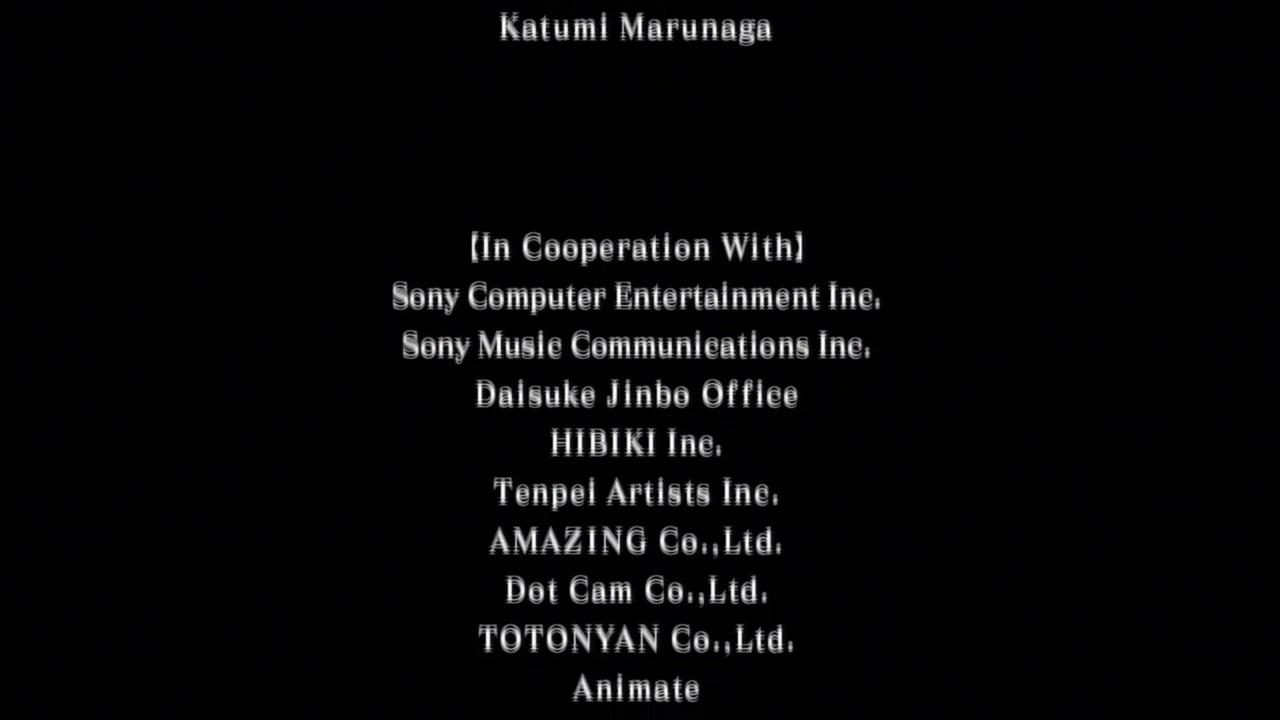 Katumi Marunaga
【In Cooperation With】
Sony Computer Entertainment Inc.
Sony Music Communications Inc.
Daisuke Jinbo Office
HIBIKI Inc.
Tenpei Artists Inc.
AMAZING Co.,Ltd.
Dot Cam Co.,Ltd.
TOTONYAN Co.,Ltd.
Animate